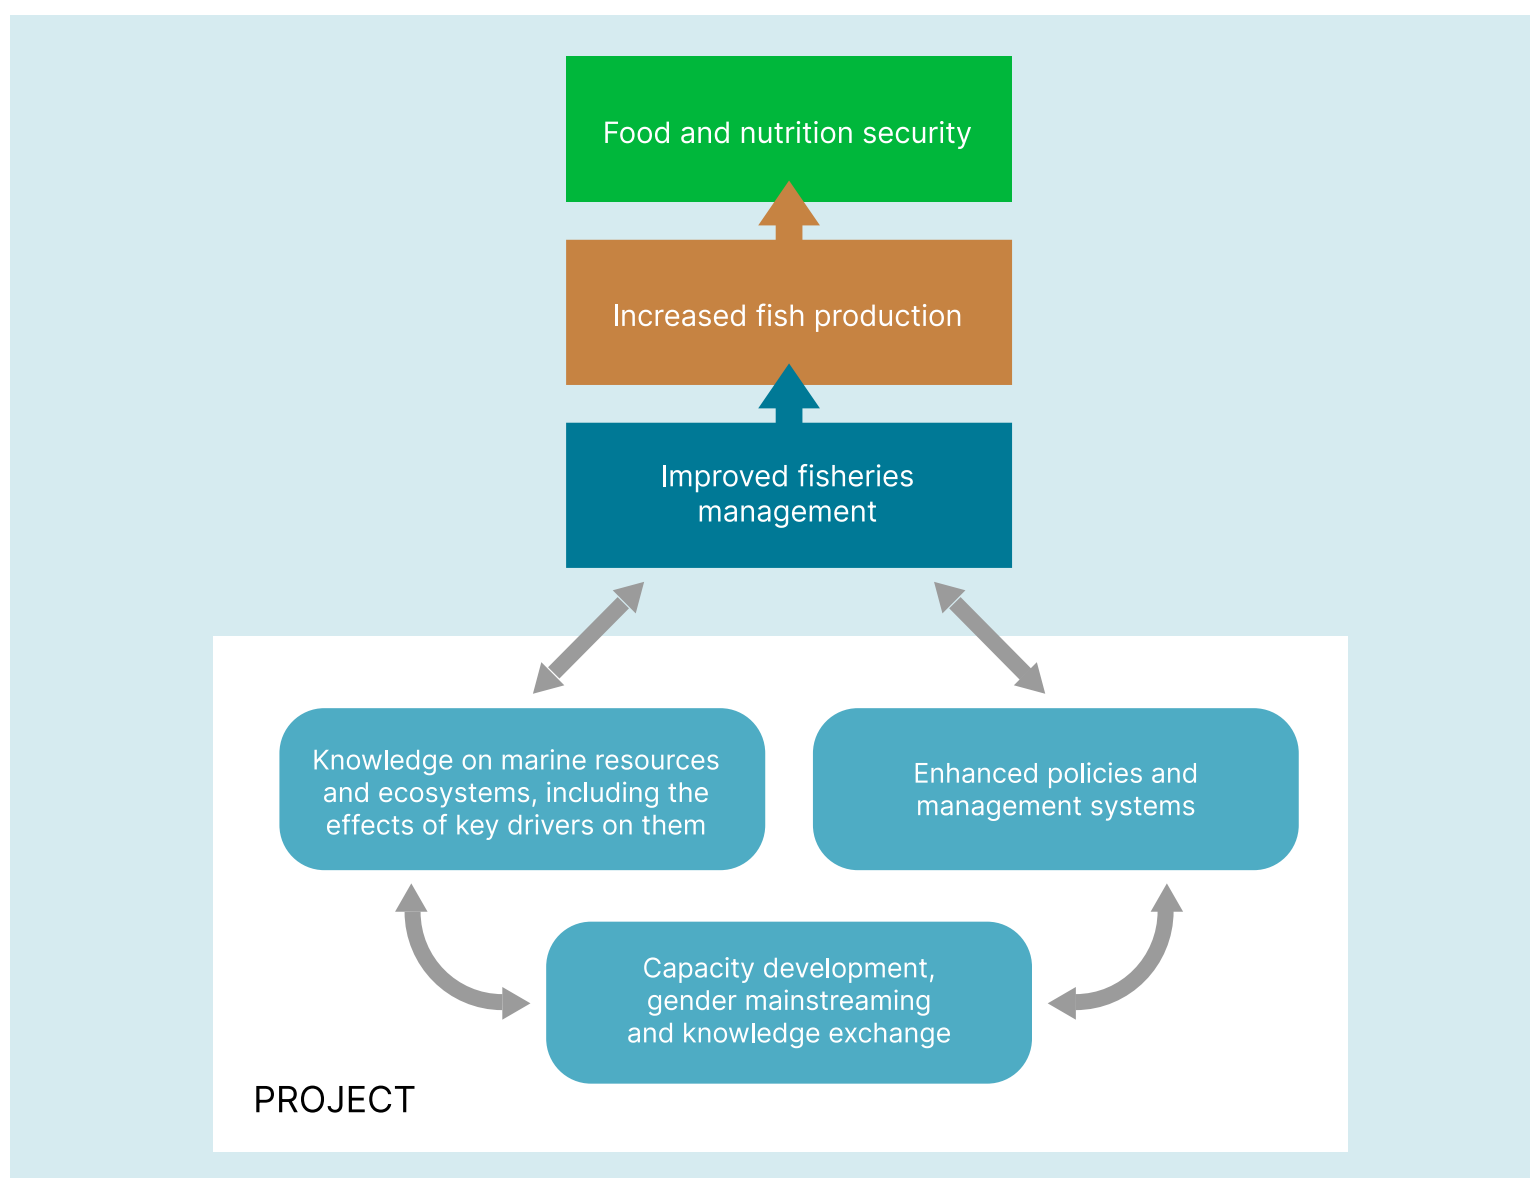 Food and nutrition security
Increased fish production
Improved fisheries
management
Knowledge on marine resources
and ecosystems, including the
effects of key drivers on them
Enhanced policies and
management systems
Capacity development,
gender mainstreaming
and knowledge exchange
PROJECT